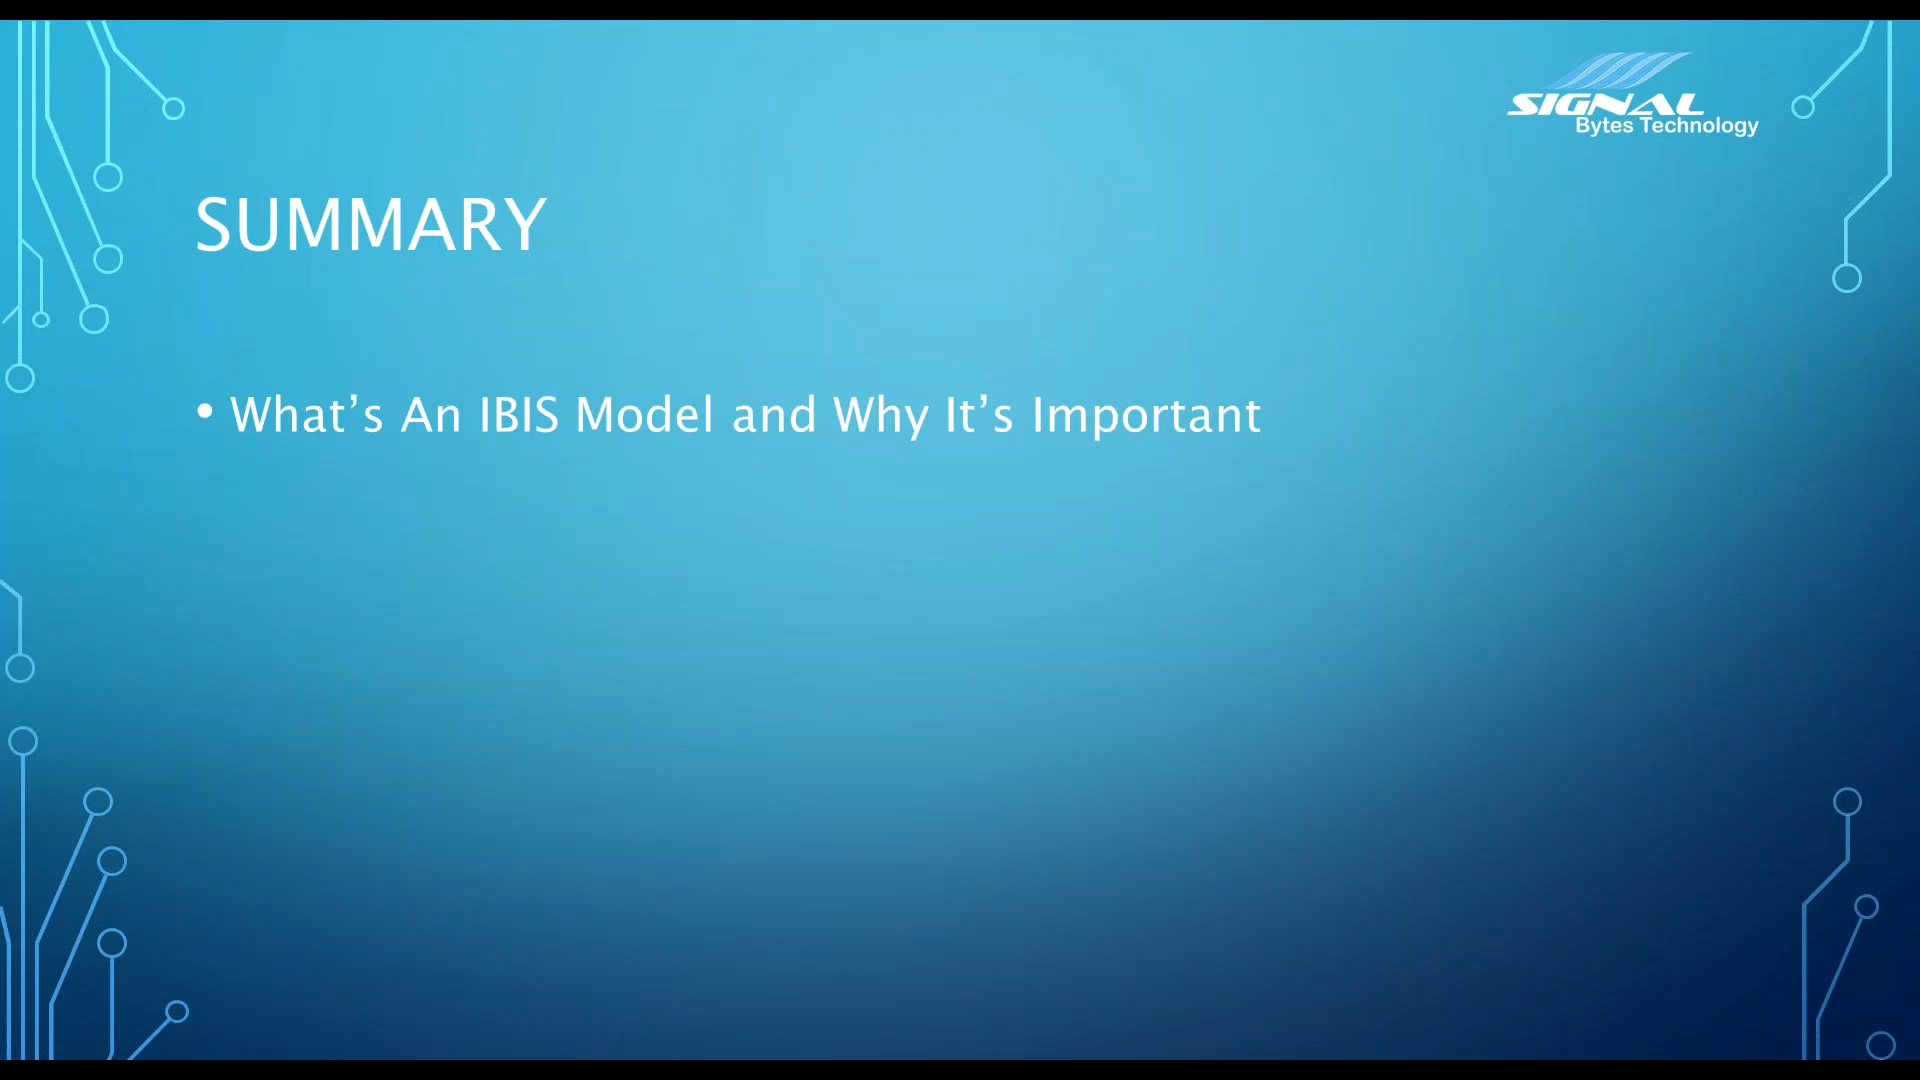 SIGNAL
Bytes Technology
SUMMARY
• What’s An IBIS Model and Why It’s Important